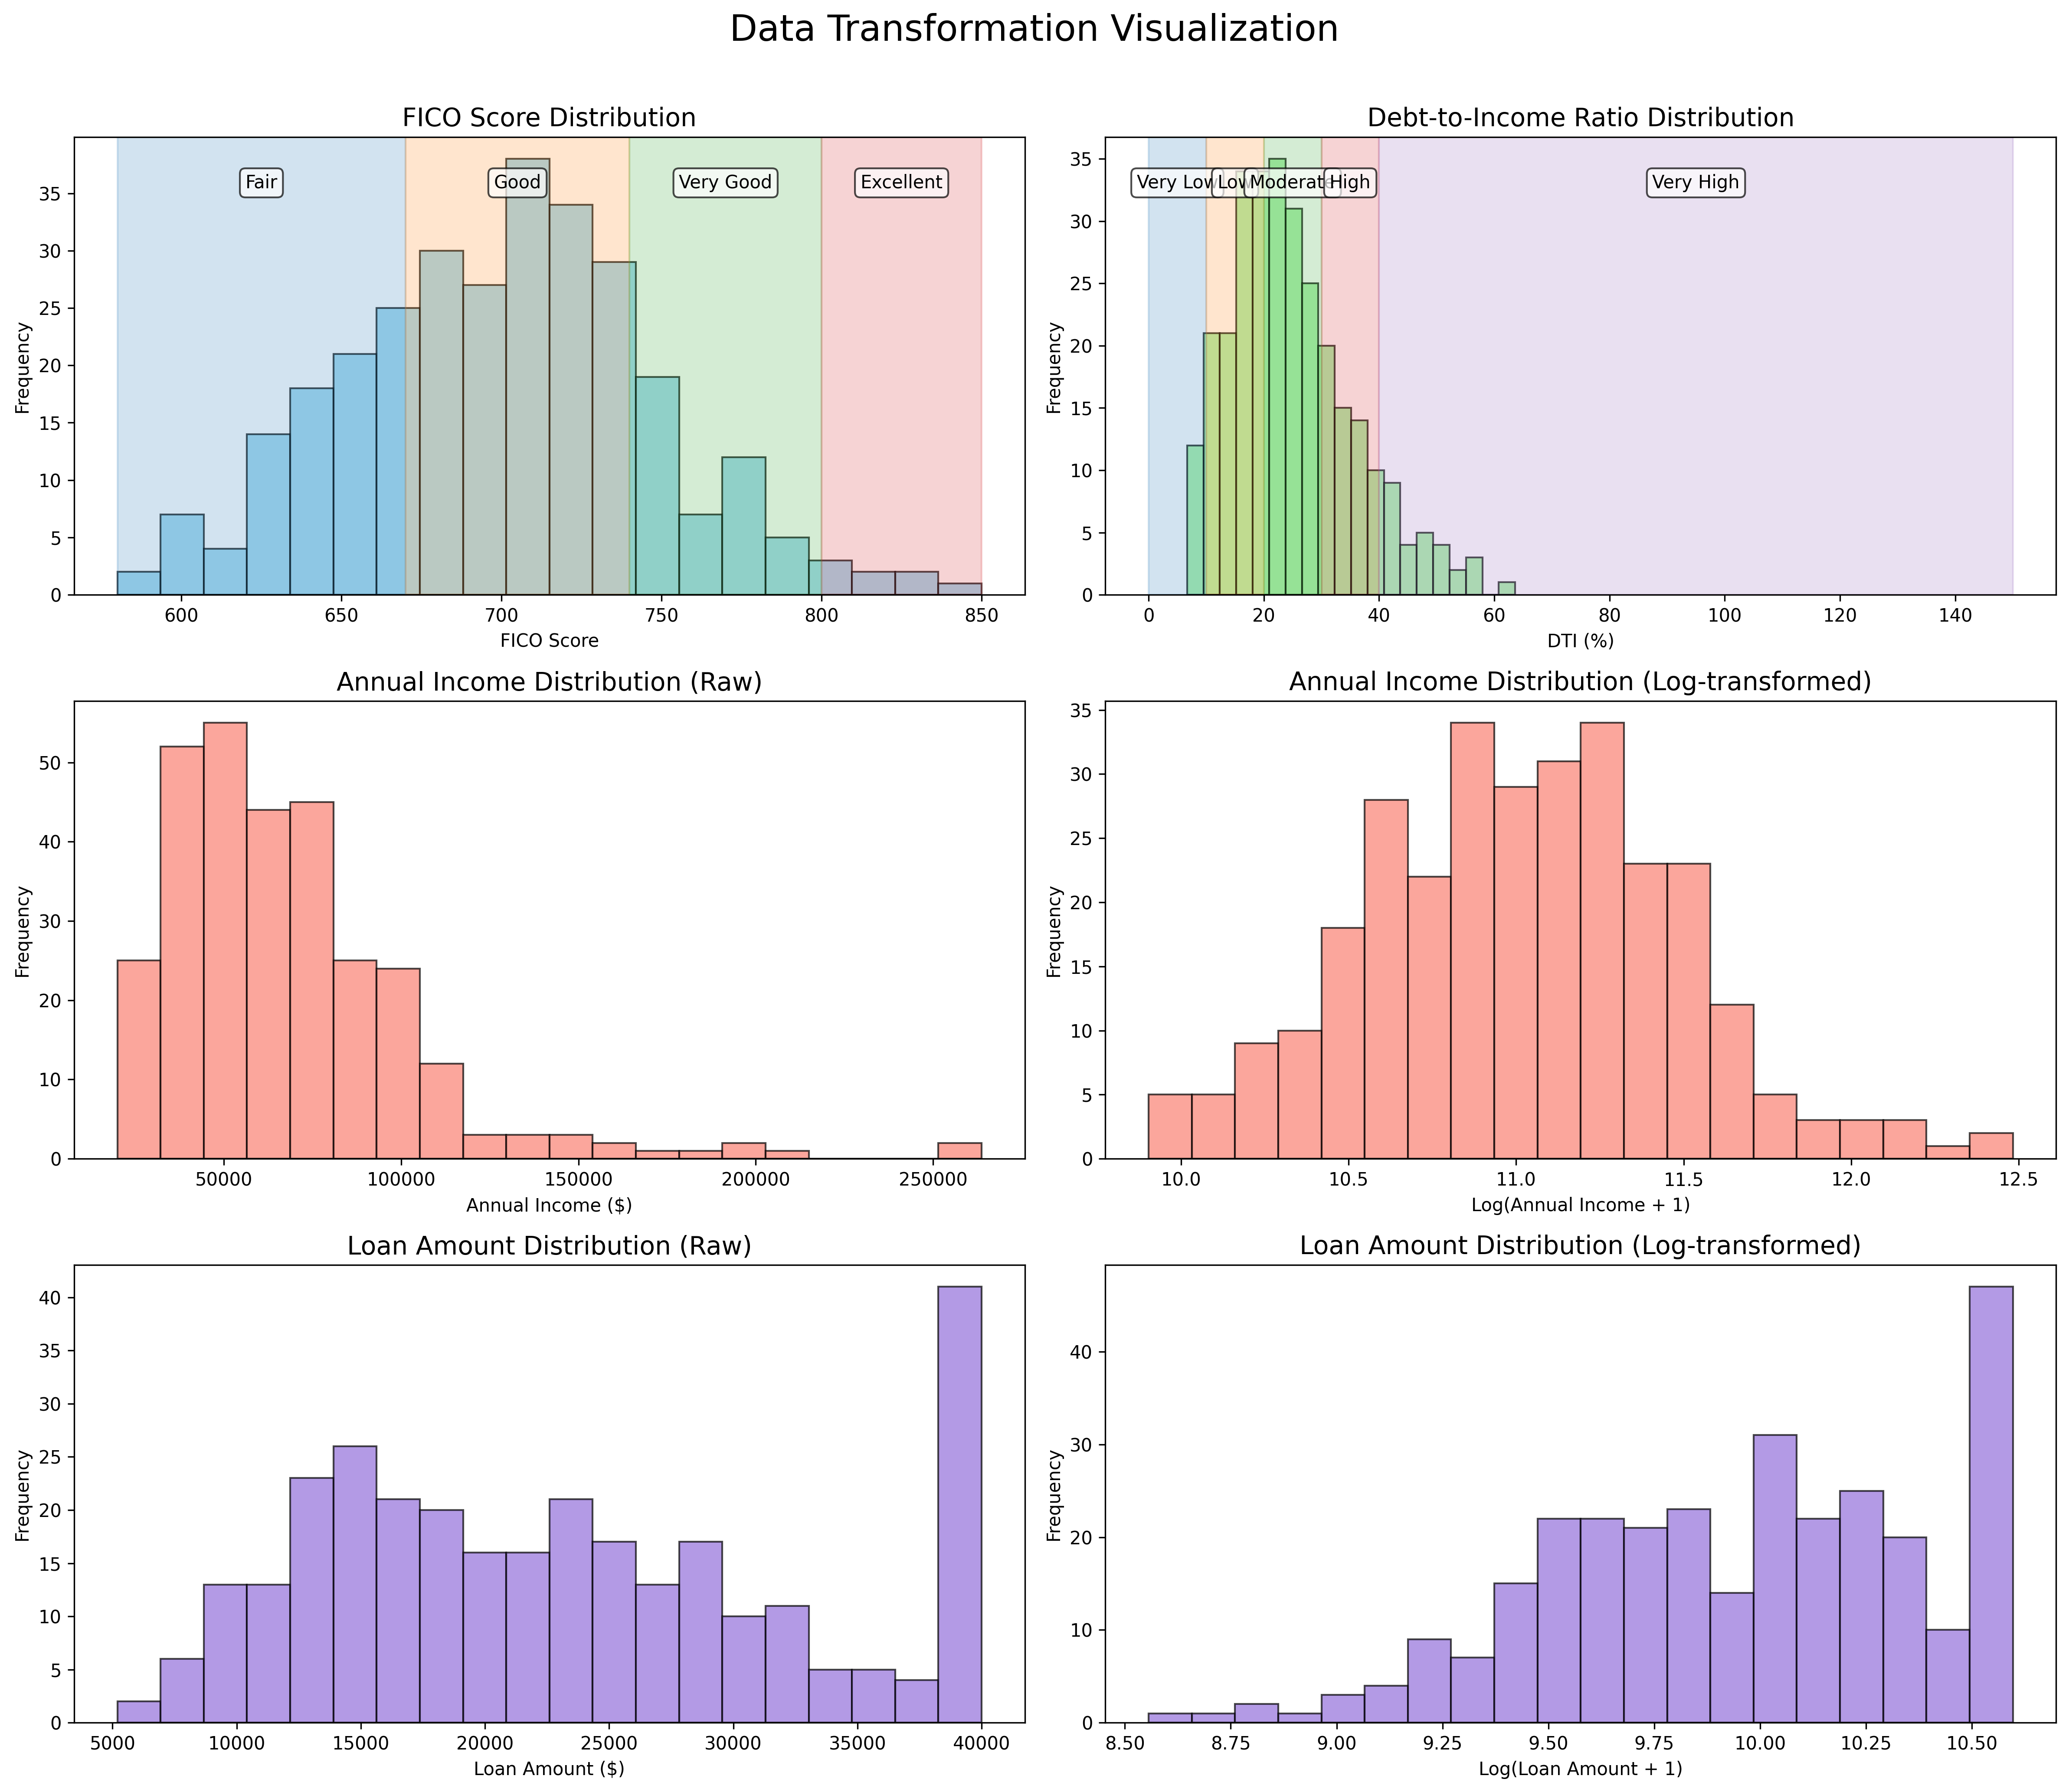 Data Transformation Visualization
FICO Score Distribution
Frequency
35
30
25
20
15
10
5
0
Fair
Good
Very Good
Excellent
600 650 700 750 800 850
FICO Score
Debt-to-Income Ratio Distribution
Frequency
35
30
25
20
15
10
5
0
Very Low
Low
Moderate
High
Very High
0 20 40 60 80 100 120 140
DTI (%)
Annual Income Distribution (Raw)
Frequency
50
40
30
20
10
0
50000 100000 150000 200000 250000
Annual Income ($)
Annual Income Distribution (Log-transformed)
Frequency
35
30
25
20
15
10
5
0
10.0 10.5 11.0 11.5 12.0 12.5
Log(Annual Income + 1)
Loan Amount Distribution (Raw)
Frequency
40
35
30
25
20
15
10
5
0
5000 10000 15000 20000 25000 30000 35000 40000
Loan Amount ($)
Loan Amount Distribution (Log-transformed)
Frequency
40
30
20
10
0
8.50 8.75 9.00 9.25 9.50 9.75 10.00 10.25 10.50
Log(Loan Amount + 1)